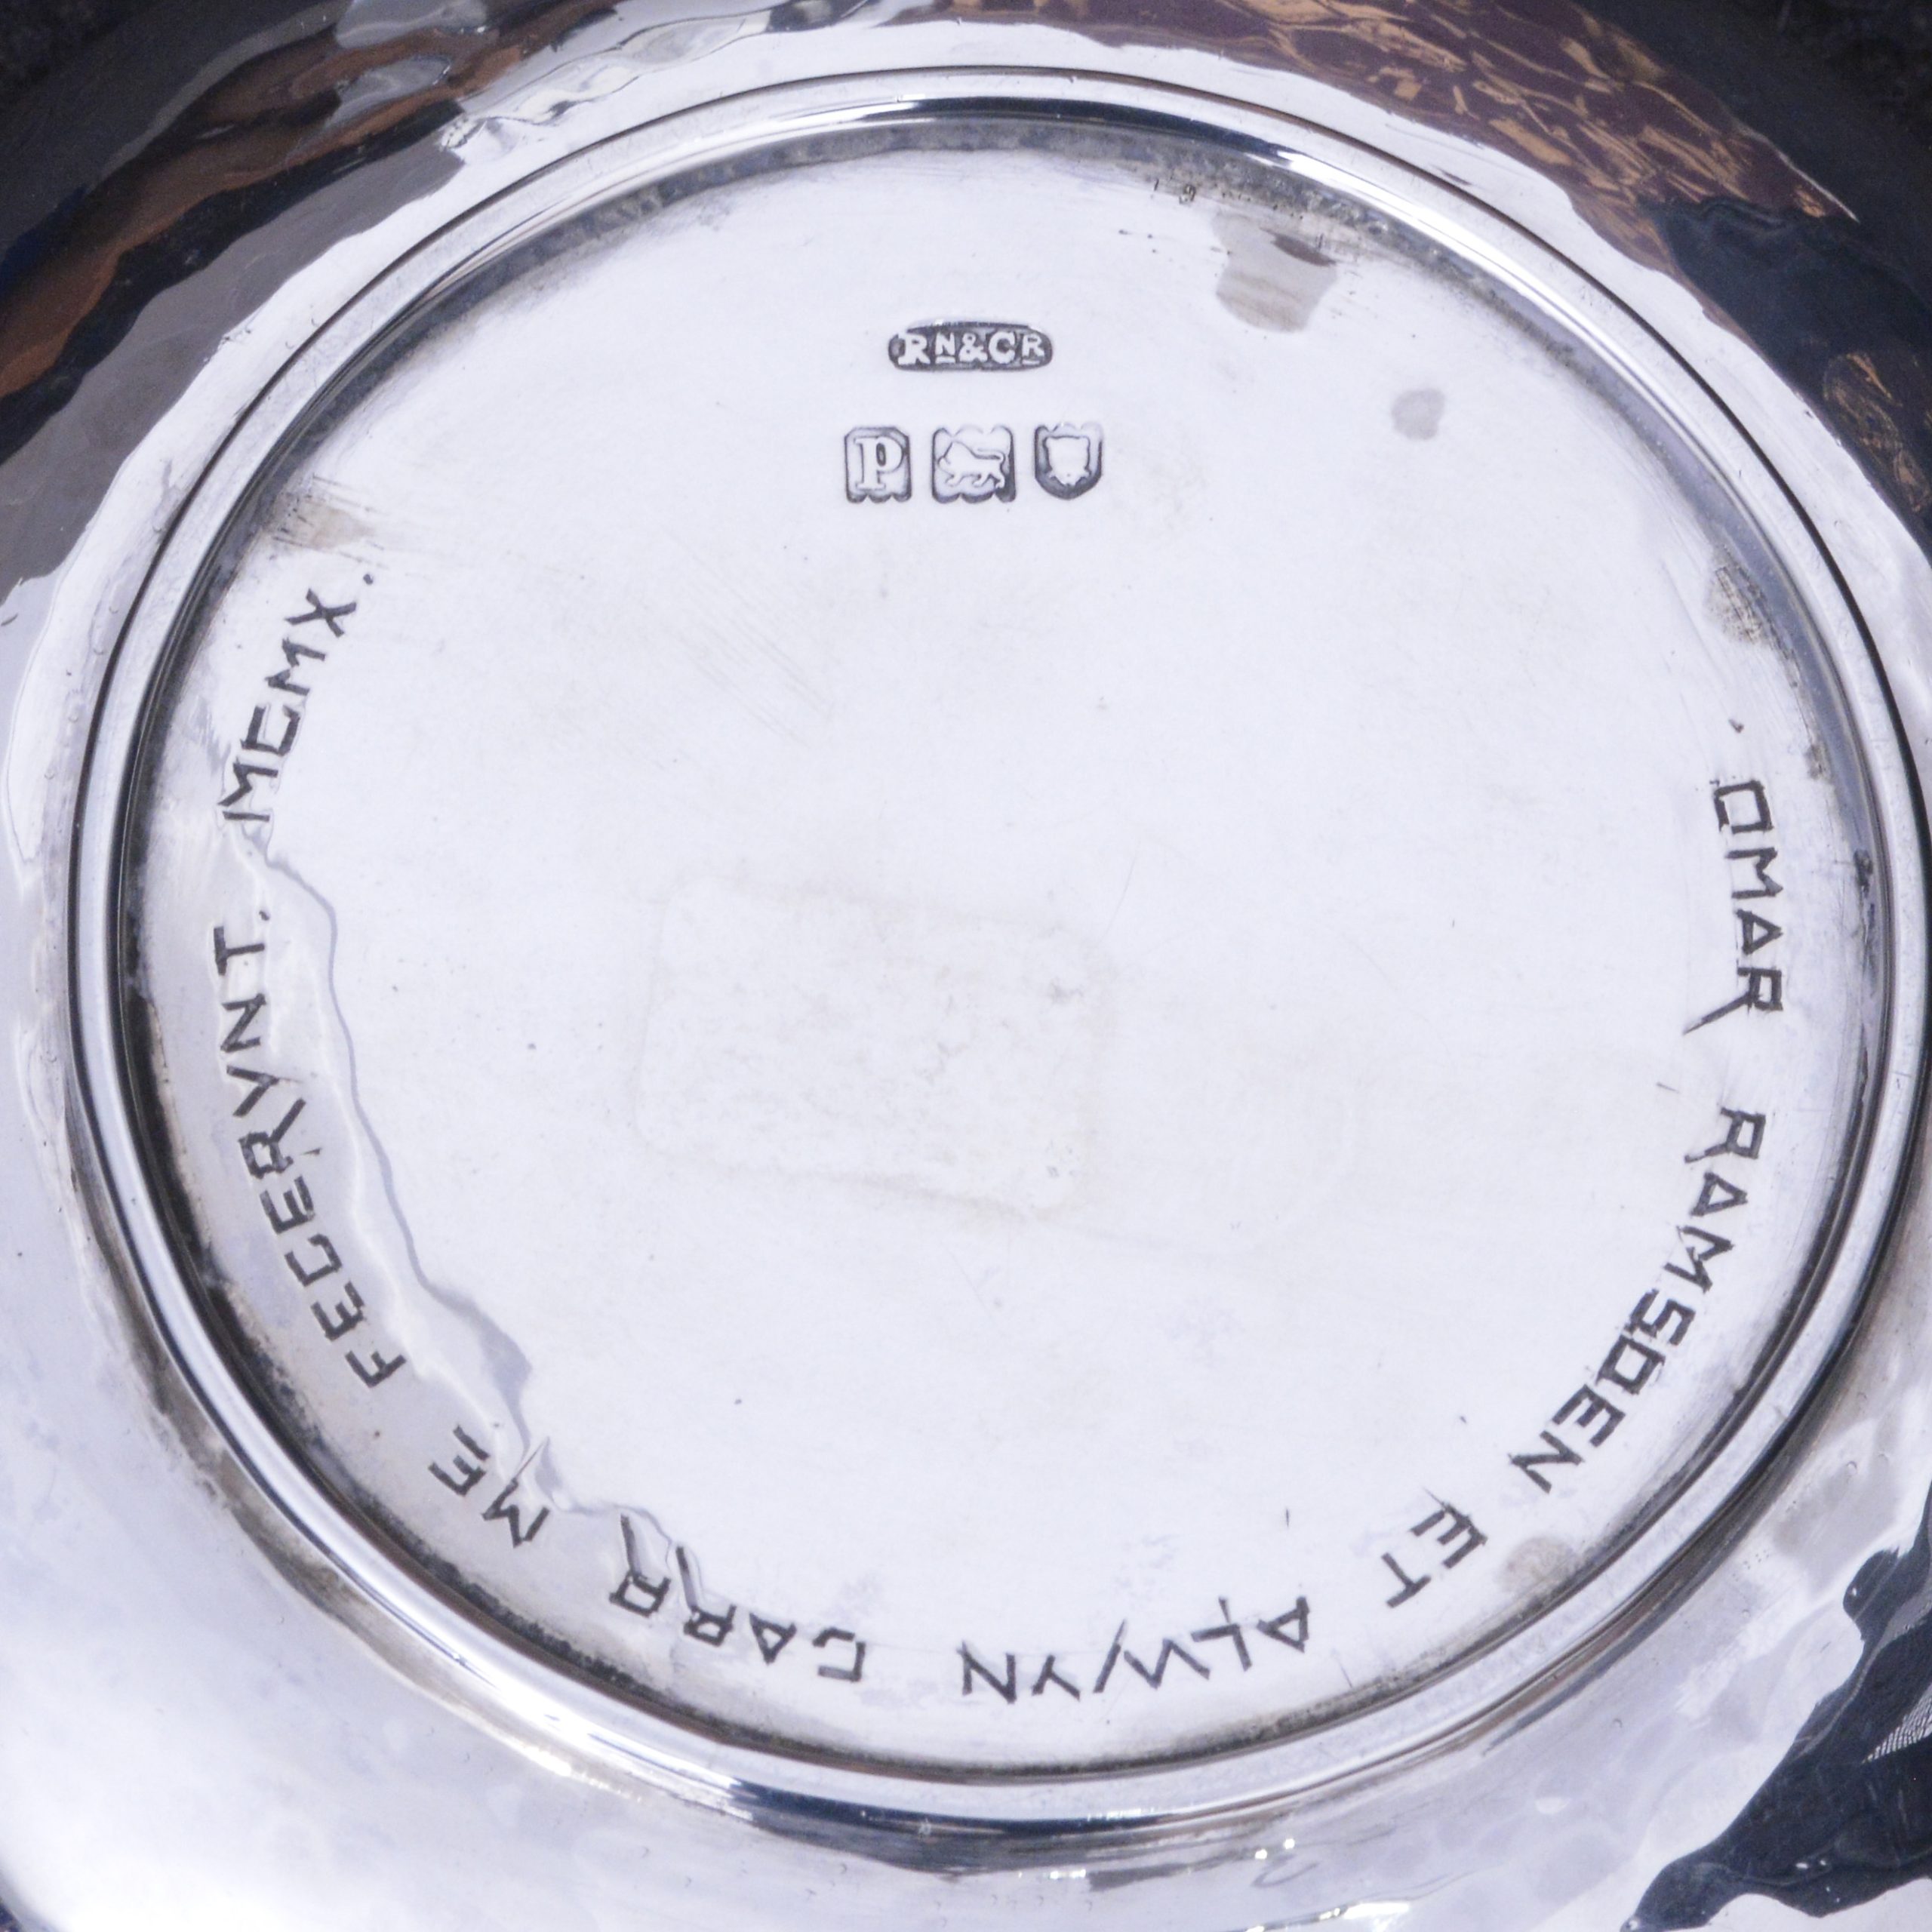 RN&CR
P
· OMAR RAMSDEN ET ALWYN CARR ME FECERVNT. MCMX.